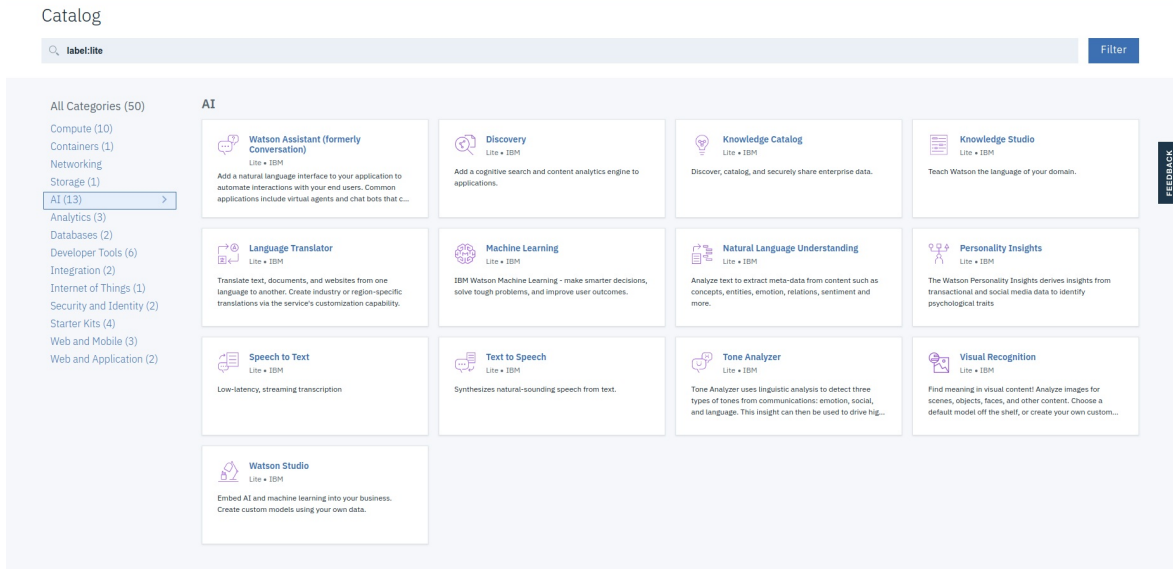 Catalog
label:lite
Filter
All Categories (50)
Compute (10)
Containers (1)
Networking
Storage (1)
AI (13)
Analytics (3)
Databases (2)
Developer Tools (6)
Integration (2)
Internet of Things (1)
Security and Identity (2)
Starter Kits (4)
Web and Mobile (3)
Web and Application (2)
AI
Watson Assistant (formerly
Conversation)
Lite • IBM
Add a natural language interface to your application to
automate interactions with your end users. Common
applications include virtual agents and chat bots that c...
Discovery
Lite • IBM
Add a cognitive search and content analytics engine to
applications.
Knowledge Catalog
Lite • IBM
Discover, catalog, and securely share enterprise data.
Knowledge Studio
Lite • IBM
Teach Watson the language of your domain.
Language Translator
Lite • IBM
Translate text, documents, and websites from one
language to another. Create industry or region-specific
translations via the service's customization capability.
Machine Learning
Lite • IBM
IBM Watson Machine Learning - make smarter decisions,
solve tough problems, and improve user outcomes.
Natural Language Understanding
Lite • IBM
Analyze text to extract meta-data from content such as
concepts, entities, emotion, relations, sentiment and
more.
Personality Insights
Lite • IBM
The Watson Personality Insights derives insights from
transactional and social media data to identify
psychological traits
Speech to Text
Lite • IBM
Low-latency, streaming transcription
Text to Speech
Lite • IBM
Synthesizes natural-sounding speech from text.
Tone Analyzer
Lite • IBM
Tone Analyzer uses linguistic analysis to detect three
types of tones from communications: emotion, social,
and language. This insight can then be used to drive hig...
Visual Recognition
Lite • IBM
Find meaning in visual content! Analyze images for
scenes, objects, faces, and other content. Choose a
default model off the shelf, or create your own custom...
Watson Studio
Lite • IBM
Embed AI and machine learning into your business.
Create custom models using your own data.
FEEDBACK